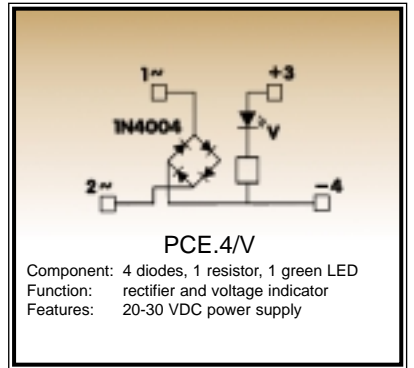 1~
+3
1N4004
V
2~
–4
PCE.4/V
Component: 4 diodes, 1 resistor, 1 green LED
Function: rectifier and voltage indicator
Features: 20-30 VDC power supply